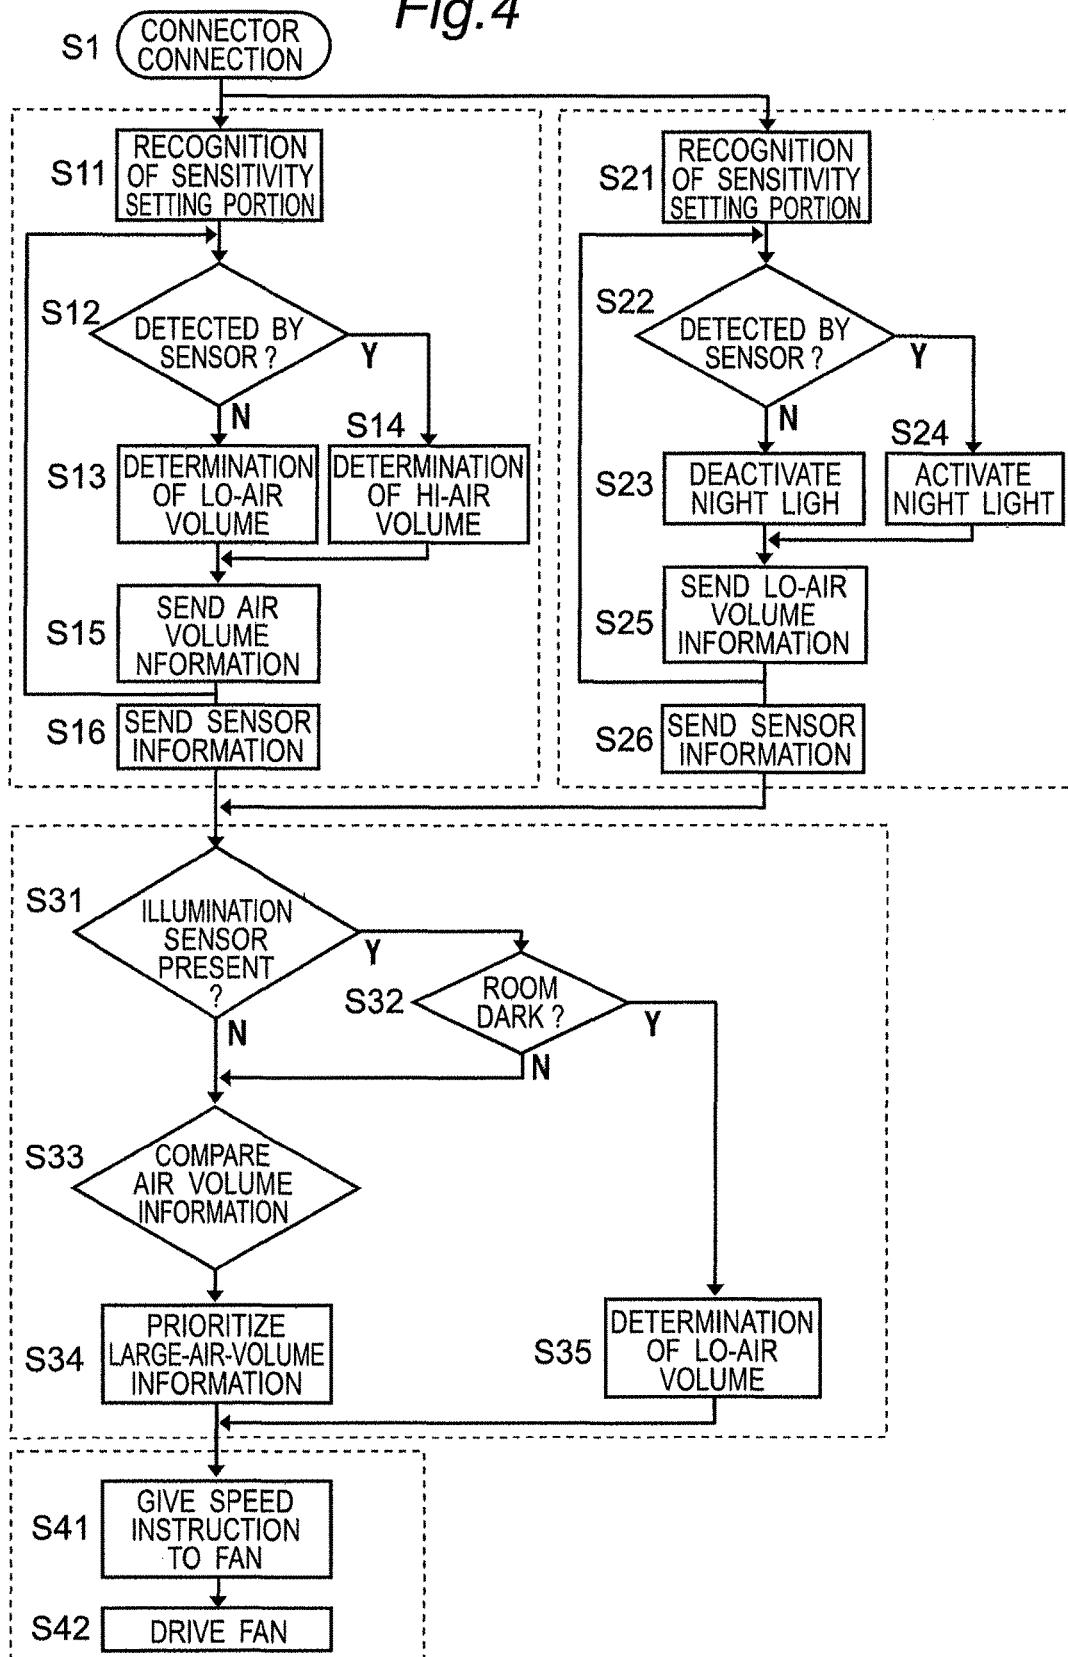 Fig.4
S1
CONNECTOR
CONNECTION
S11
RECOGNITION
OF SENSITIVITY
SETTING PORTION
S12
DETECTED BY
SENSOR ?
Y
N
S13
DETERMINATION
OF LO-AIR
VOLUME
S14
DETERMINATION
OF HI-AIR
VOLUME
S15
SEND AIR
VOLUME
NFORMATION
S16
SEND SENSOR
INFORMATION
S21
RECOGNITION
OF SENSITIVITY
SETTING PORTION
S22
DETECTED BY
SENSOR ?
Y
N
S23
DEACTIVATE
NIGHT LIGH
S24
ACTIVATE
NIGHT LIGHT
S25
SEND LO-AIR
VOLUME
INFORMATION
S26
SEND SENSOR
INFORMATION
S31
ILLUMINATION
SENSOR
PRESENT
?
Y
N
S32
ROOM
DARK ?
Y
N
S33
COMPARE
AIR VOLUME
INFORMATION
S34
PRIORITIZE
LARGE-AIR-VOLUME
INFORMATION
S35
DETERMINATION
OF LO-AIR
VOLUME
S41
GIVE SPEED
INSTRUCTION
TO FAN
S42
DRIVE FAN